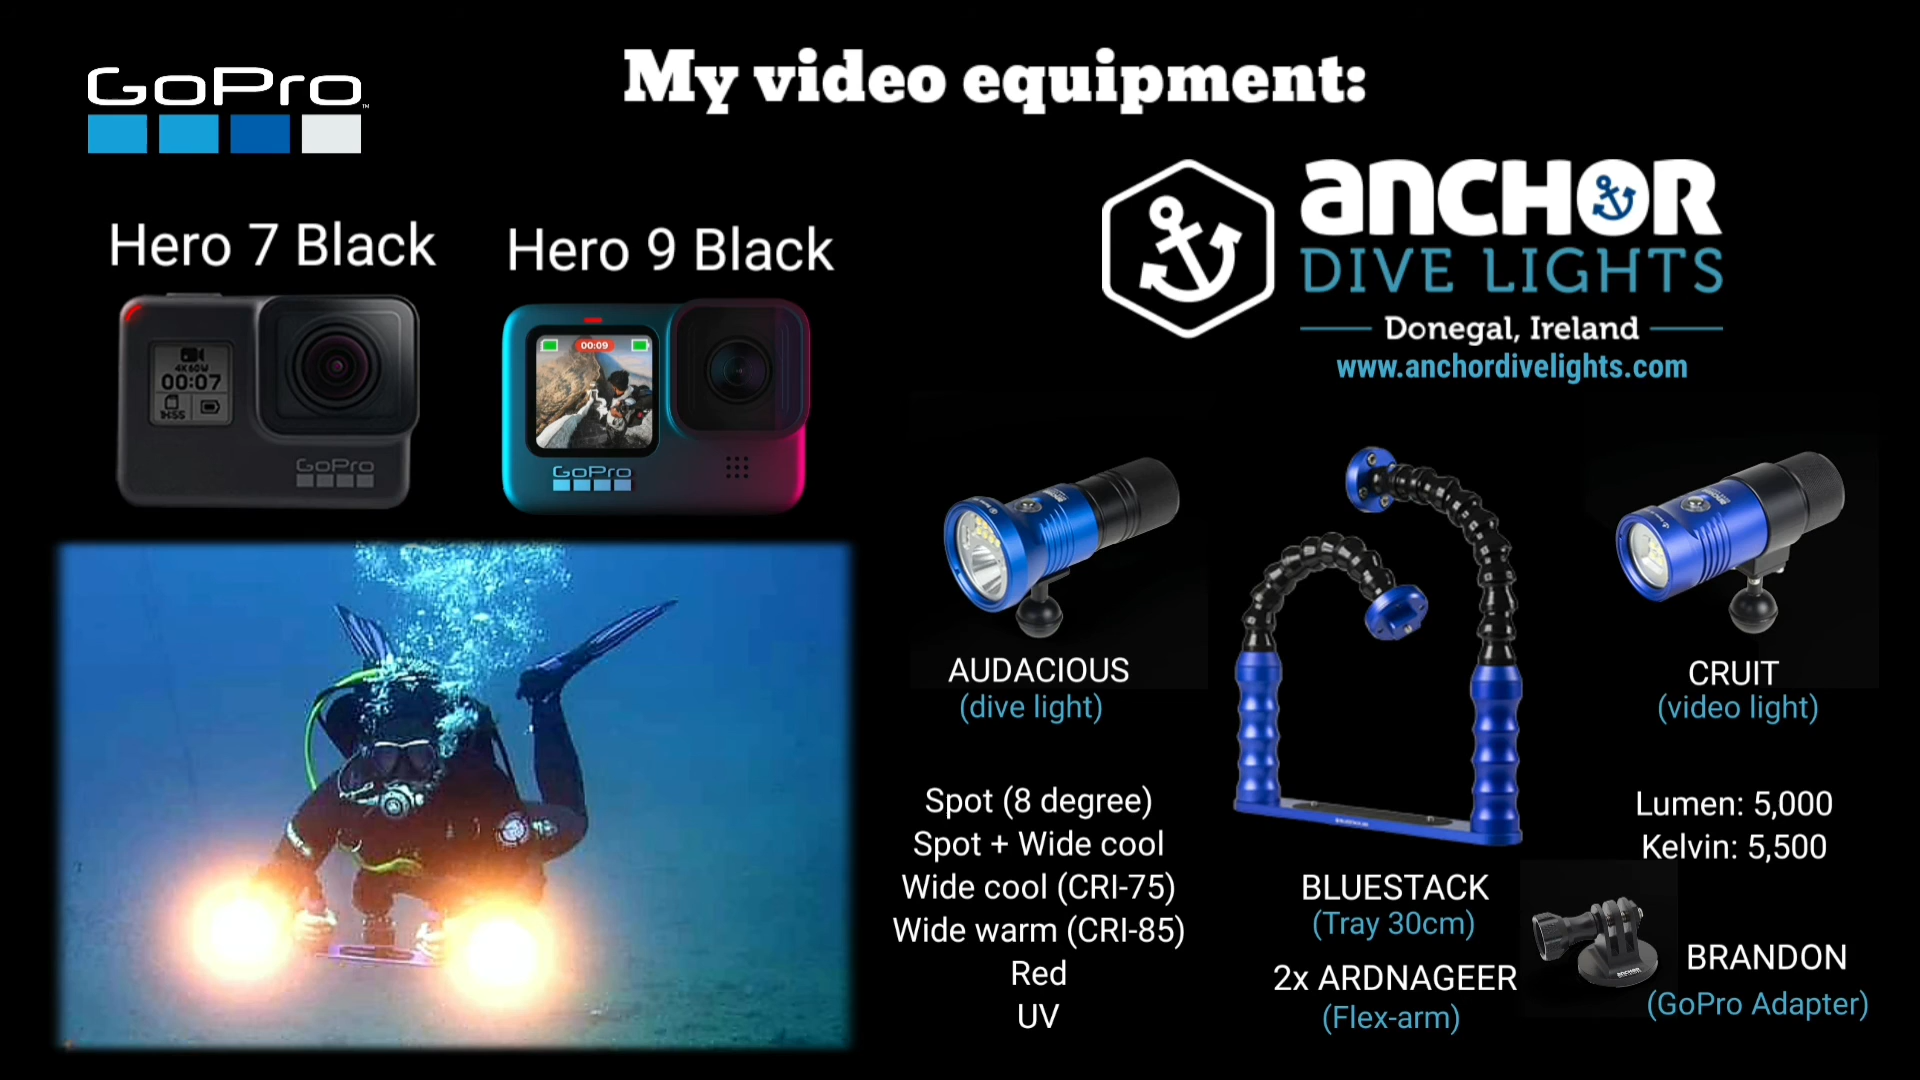 My video equipment:
GoPro
Hero 7 Black
Hero 9 Black
4K60W
00:07
1H55
GoPro
00:09
GoPro
ANCHOR
DIVE LIGHTS
Donegal, Ireland
www.anchordivelights.com
AUDACIOUS
(dive light)
Spot (8 degree)
Spot + Wide cool
Wide cool (CRI-75)
Wide warm (CRI-85)
Red
UV
BLUESTACK
(Tray 30cm)
2x ARDNAGEER
(Flex-arm)
CRUIT
(video light)
Lumen: 5,000
Kelvin: 5,500
ANCHOR
BRANDON
(GoPro Adapter)